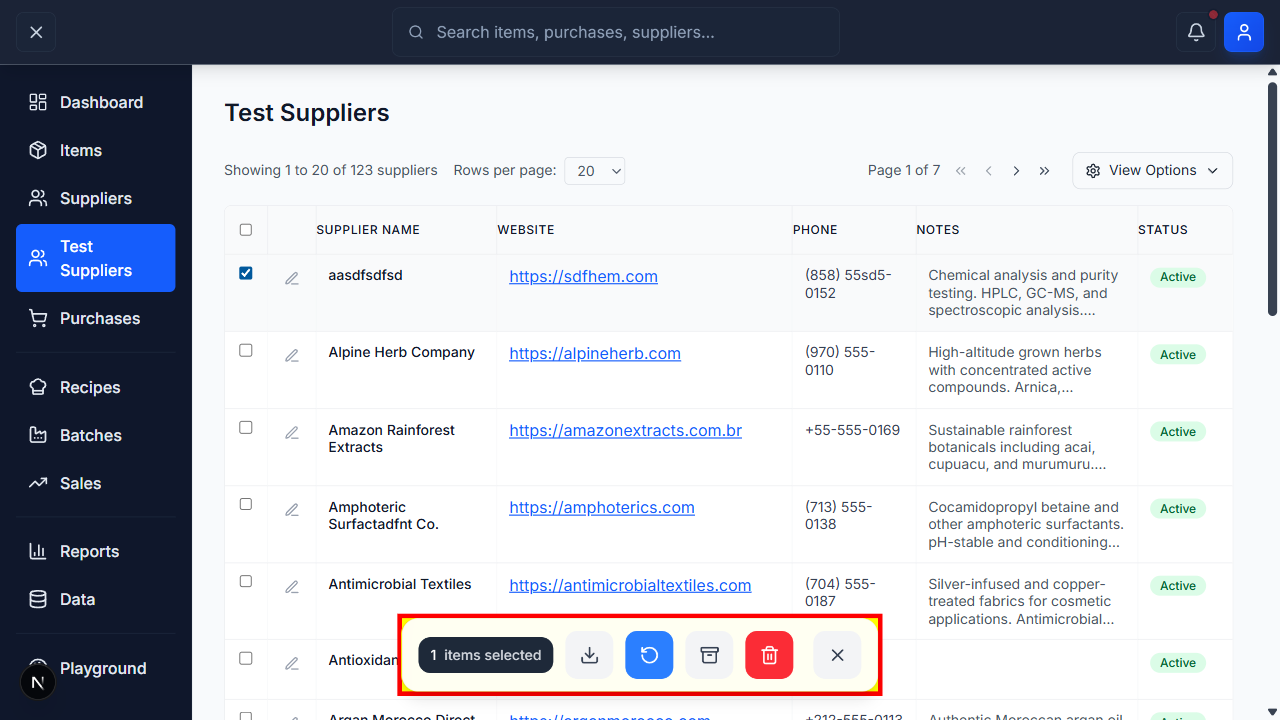 Search items, purchases, suppliers...
Dashboard
Items
Suppliers
Test
Suppliers
Purchases
Recipes
Batches
Sales
Reports
Data
Playground
N
Test Suppliers
Showing 1 to 20 of 123 suppliers Rows per page: 20
Page 1 of 7
View Options
SUPPLIER NAME WEBSITE PHONE NOTES STATUS
aasdfsdfsd
https://sdfhem.com
(858) 55sd5-
0152
Chemical analysis and purity
testing. HPLC, GC-MS, and
spectroscopic analysis....
Active
Alpine Herb Company
https://alpineherb.com
(970) 555-
0110
High-altitude grown herbs
with concentrated active
compounds. Arnica,...
Active
Amazon Rainforest
Extracts
https://amazonextracts.com.br
+55-555-0169
Sustainable rainforest
botanicals including acai,
cupuacu, and murumuru....
Active
Amphoteric
Surfactadfnt Co.
https://amphoterics.com
(713) 555-
0138
Cocamidopropyl betaine and
other amphoteric surfactants.
pH-stable and conditioning...
Active
Antimicrobial Textiles
https://antimicrobialtextiles.com
(704) 555-
0187
Silver-infused and copper-
treated fabrics for cosmetic
applications. Antimicrobial...
Active
Antioxidan
Active
1 items selected
Argan Morocco Direct
https://arganmorocco.com
+212-555-0113
Authentic Moroccan argan oil